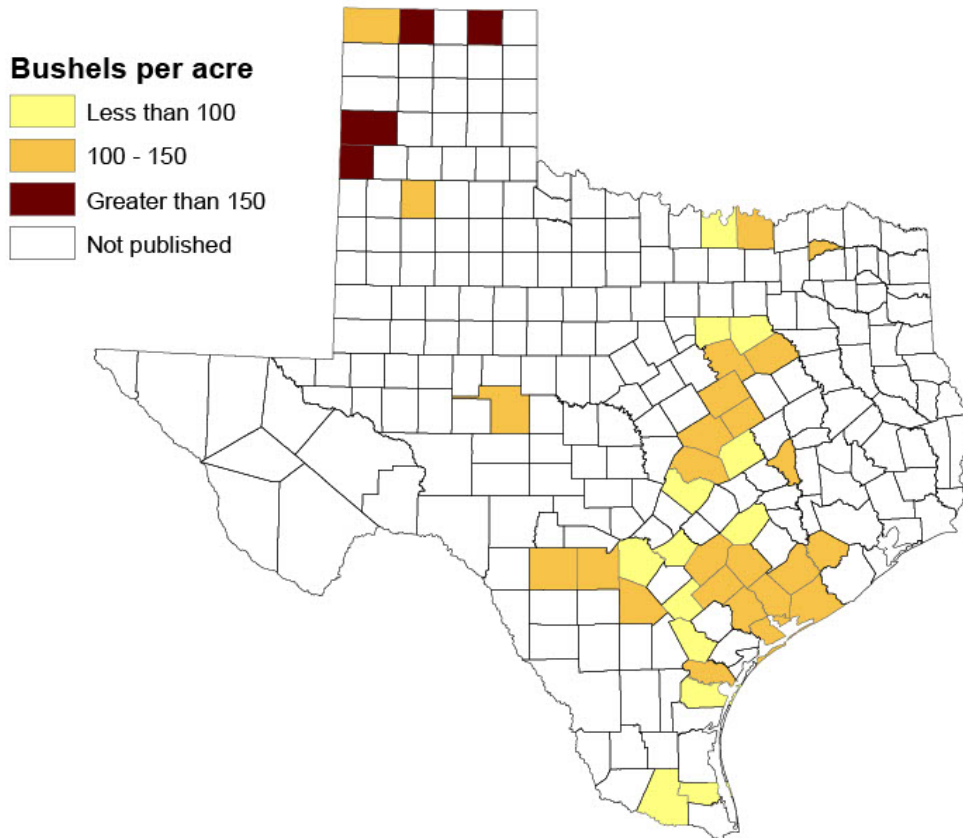 Bushels per acre
Less than 100
100 - 150
Greater than 150
Not published